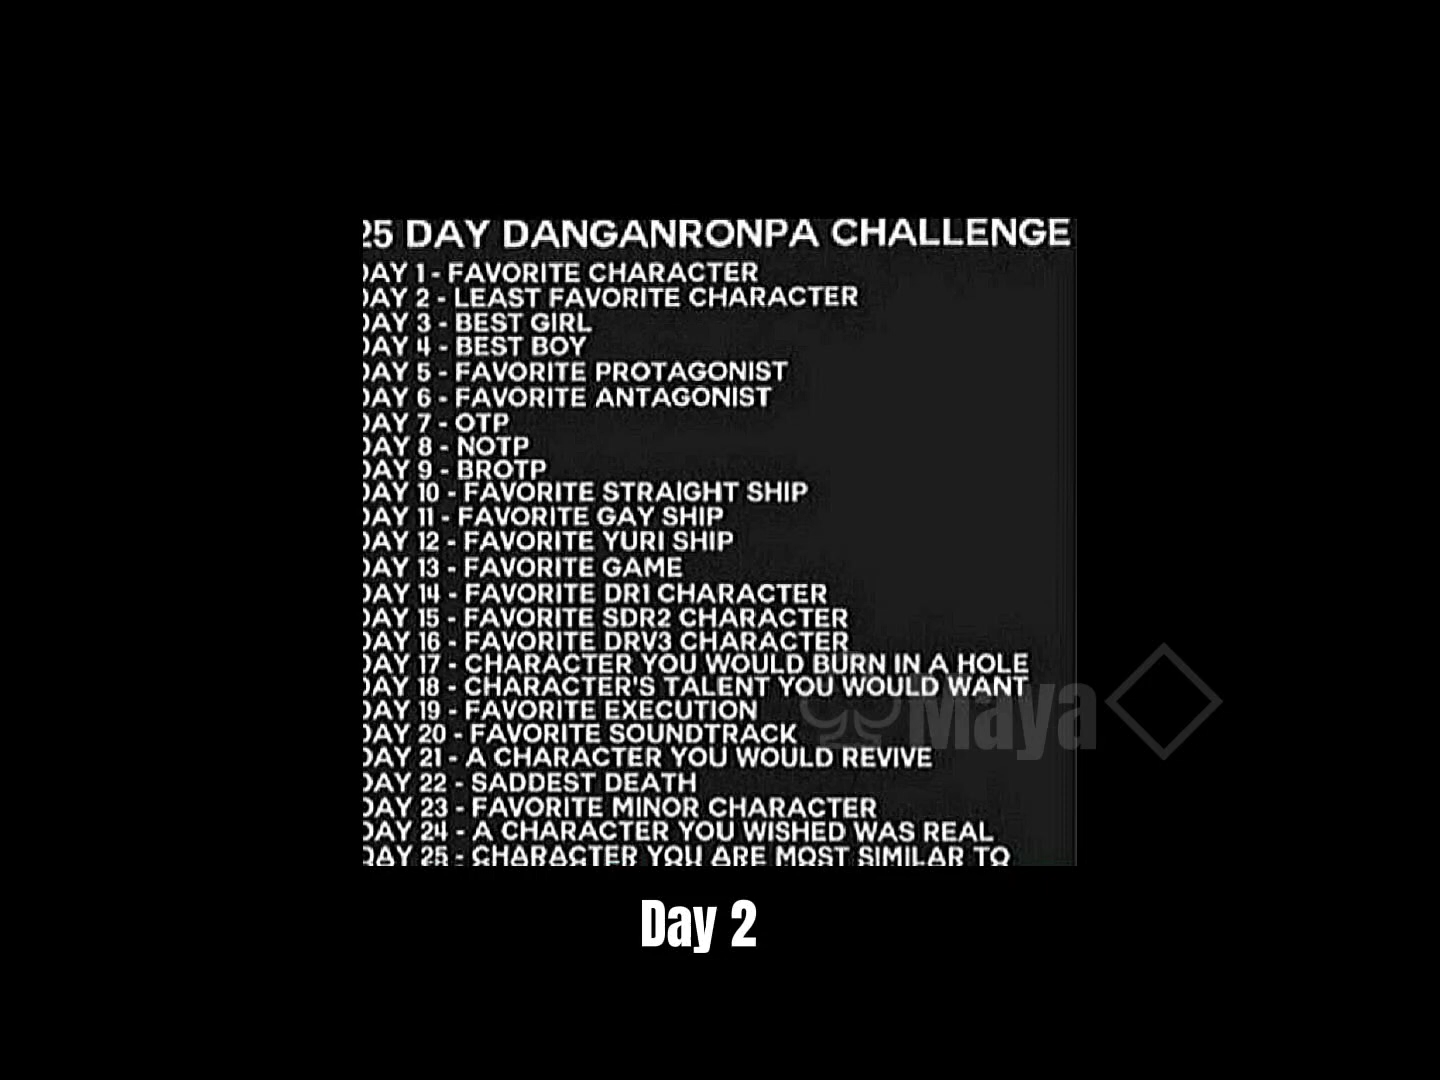 25 DAY DANGANRONPA CHALLENGE
DAY 1 - FAVORITE CHARACTER
DAY 2 - LEAST FAVORITE CHARACTER
DAY 3 - BEST GIRL
DAY 4 - BEST BOY
DAY 5 - FAVORITE PROTAGONIST
DAY 6 - FAVORITE ANTAGONIST
DAY 7 - OTP
DAY 8 - NOTP
DAY 9 - BROTP
DAY 10 - FAVORITE STRAIGHT SHIP
DAY 11 - FAVORITE GAY SHIP
DAY 12 - FAVORITE YURI SHIP
DAY 13 - FAVORITE GAME
DAY 14 - FAVORITE DR1 CHARACTER
DAY 15 - FAVORITE SDR2 CHARACTER
DAY 16 - FAVORITE DRV3 CHARACTER
DAY 17 - CHARACTER YOU WOULD BURN IN A HOLE
DAY 18 - CHARACTER'S TALENT YOU WOULD WANT
DAY 19 - FAVORITE EXECUTION
DAY 20 - FAVORITE SOUNDTRACK
DAY 21 - A CHARACTER YOU WOULD REVIVE
DAY 22 - SADDEST DEATH
DAY 23 - FAVORITE MINOR CHARACTER
DAY 24 - A CHARACTER YOU WISHED WAS REAL
DAY 25 - CHARACTER YOU ARE MOST SIMILAR TO
Maya
Day 2